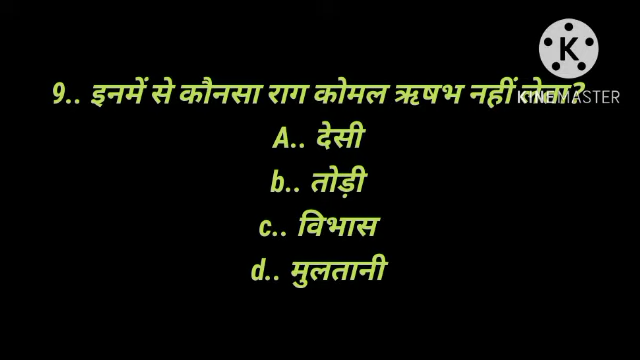 K
9.. इनमें से कौनसा राग कोमल ऋषभ नहीं लेता?
KINEMASTER
A.. देसी
b.. तोड़ी
c.. विभास
d.. मुलतानी